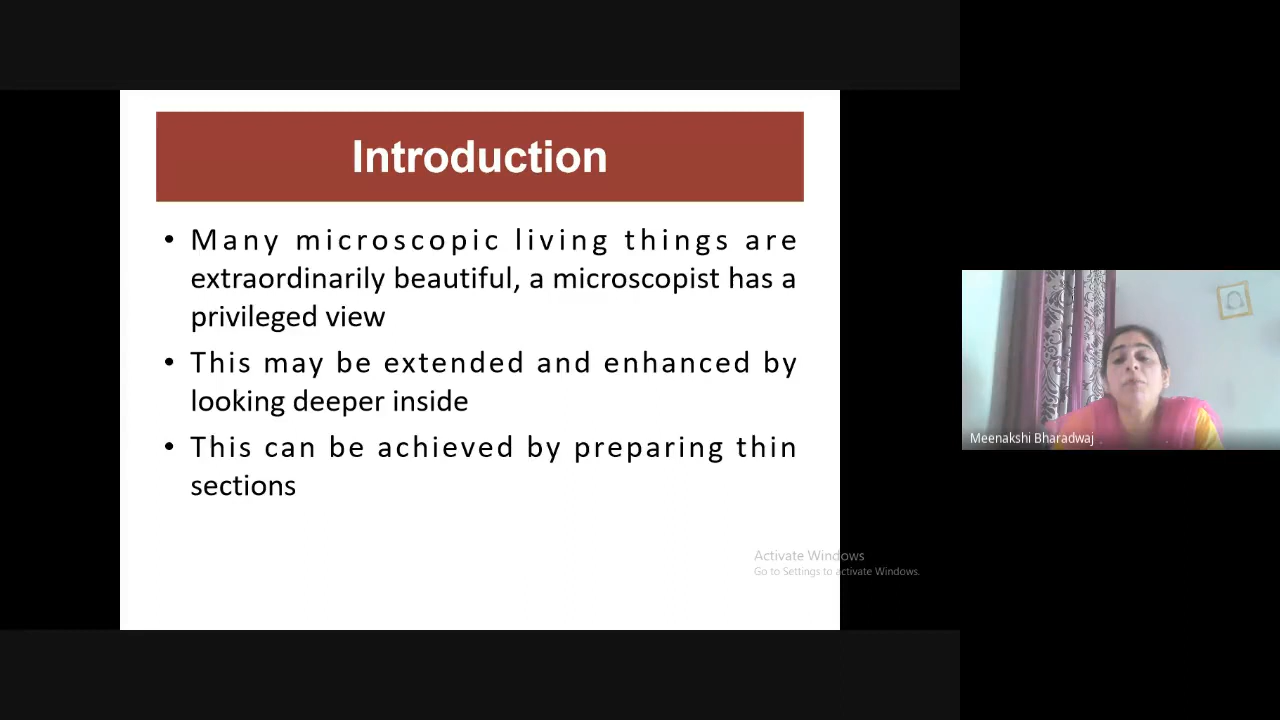 Introduction
• Many microscopic living things are
extraordinarily beautiful, a microscopist has a
privileged view
• This may be extended and enhanced by
looking deeper inside
• This can be achieved by preparing thin
sections
Activate Windows
Go to Settings to activate Windows.
Meenakshi Bharadwaj